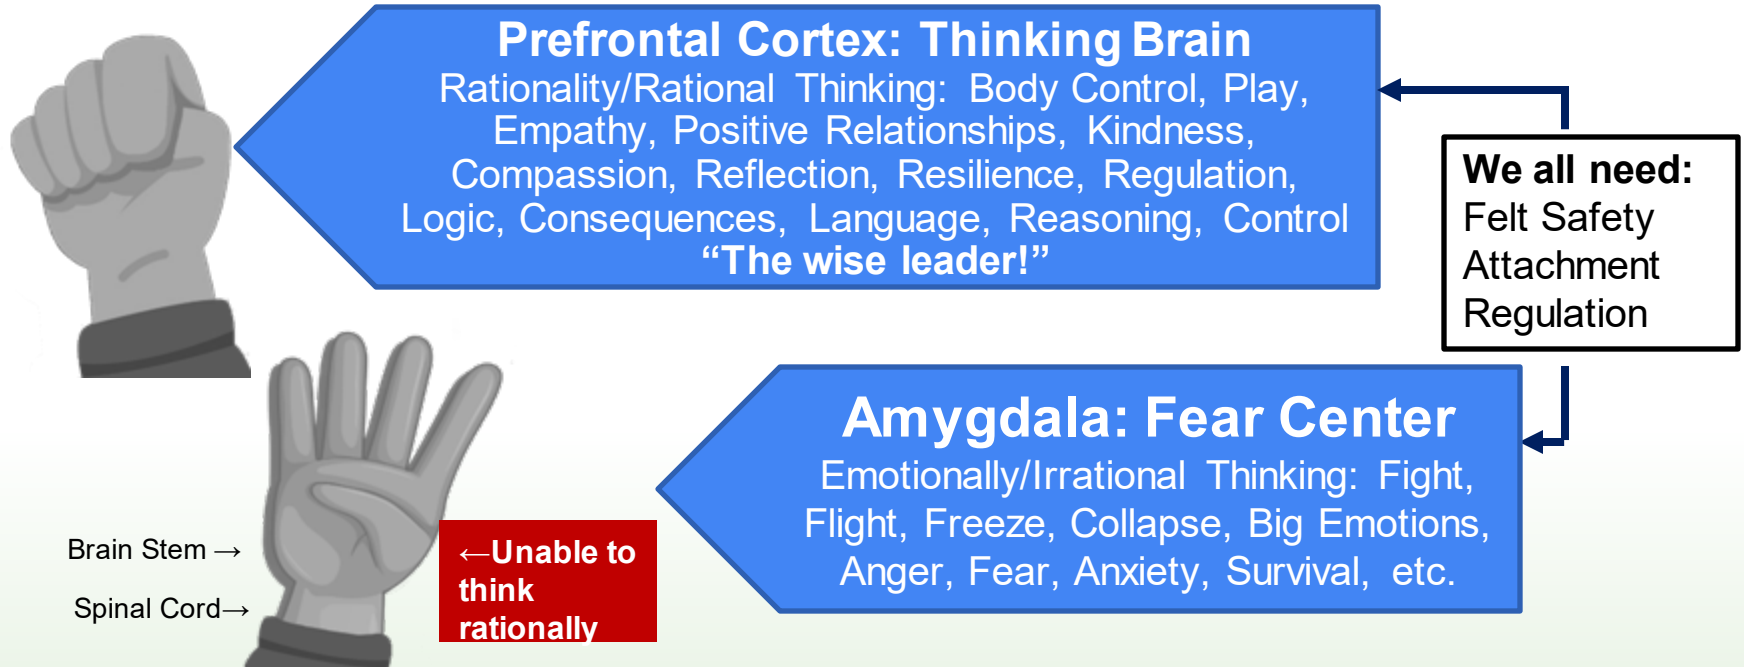 Prefrontal Cortex: Thinking Brain
Rationality/Rational Thinking: Body Control, Play,
Empathy, Positive Relationships, Kindness,
Compassion, Reflection, Resilience, Regulation,
Logic, Consequences, Language, Reasoning, Control
“The wise leader!”
We all need:
Felt Safety
Attachment
Regulation
Amygdala: Fear Center
Emotionally/Irrational Thinking: Fight,
Flight, Freeze, Collapse, Big Emotions,
Anger, Fear, Anxiety, Survival, etc.
Brain Stem →
Spinal Cord→
←Unable to
think
rationally